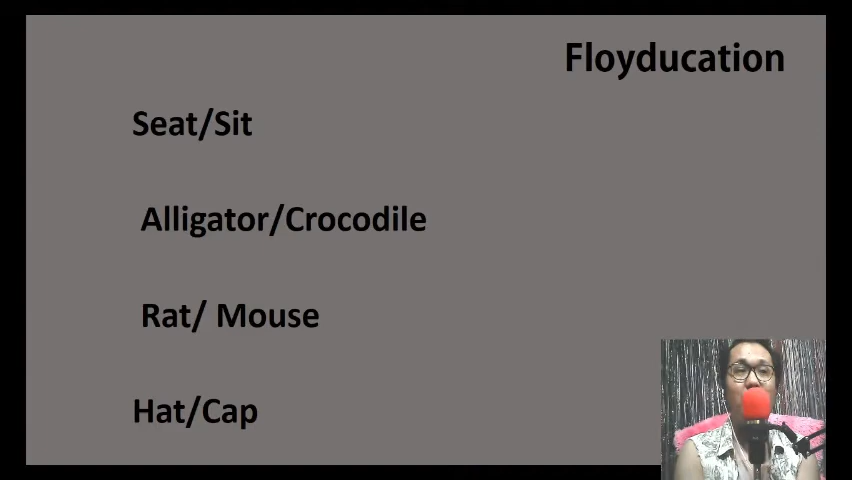 Floyducation
Seat/Sit
Alligator/Crocodile
Rat/ Mouse
Hat/Cap